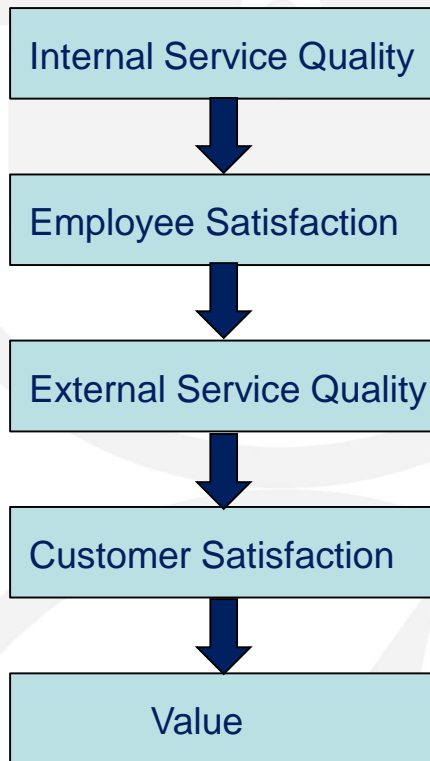 Internal Service Quality
Employee Satisfaction
External Service Quality
Customer Satisfaction
Value